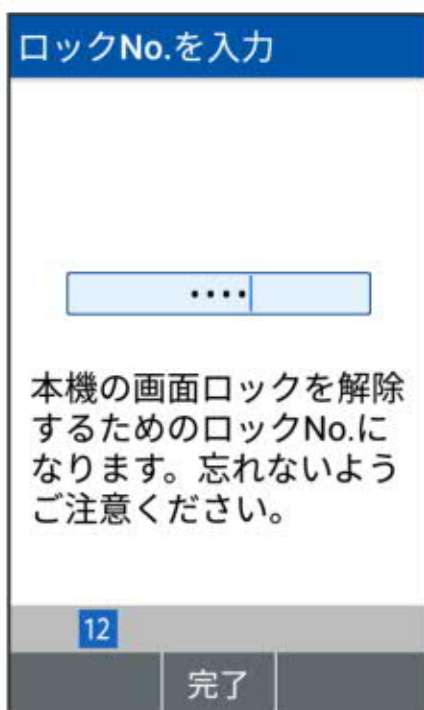 ロックNo.を入力
••••
本機の画面ロックを解除
するためのロックNo.に
なります。忘れないよう
ご注意ください。
12
完了